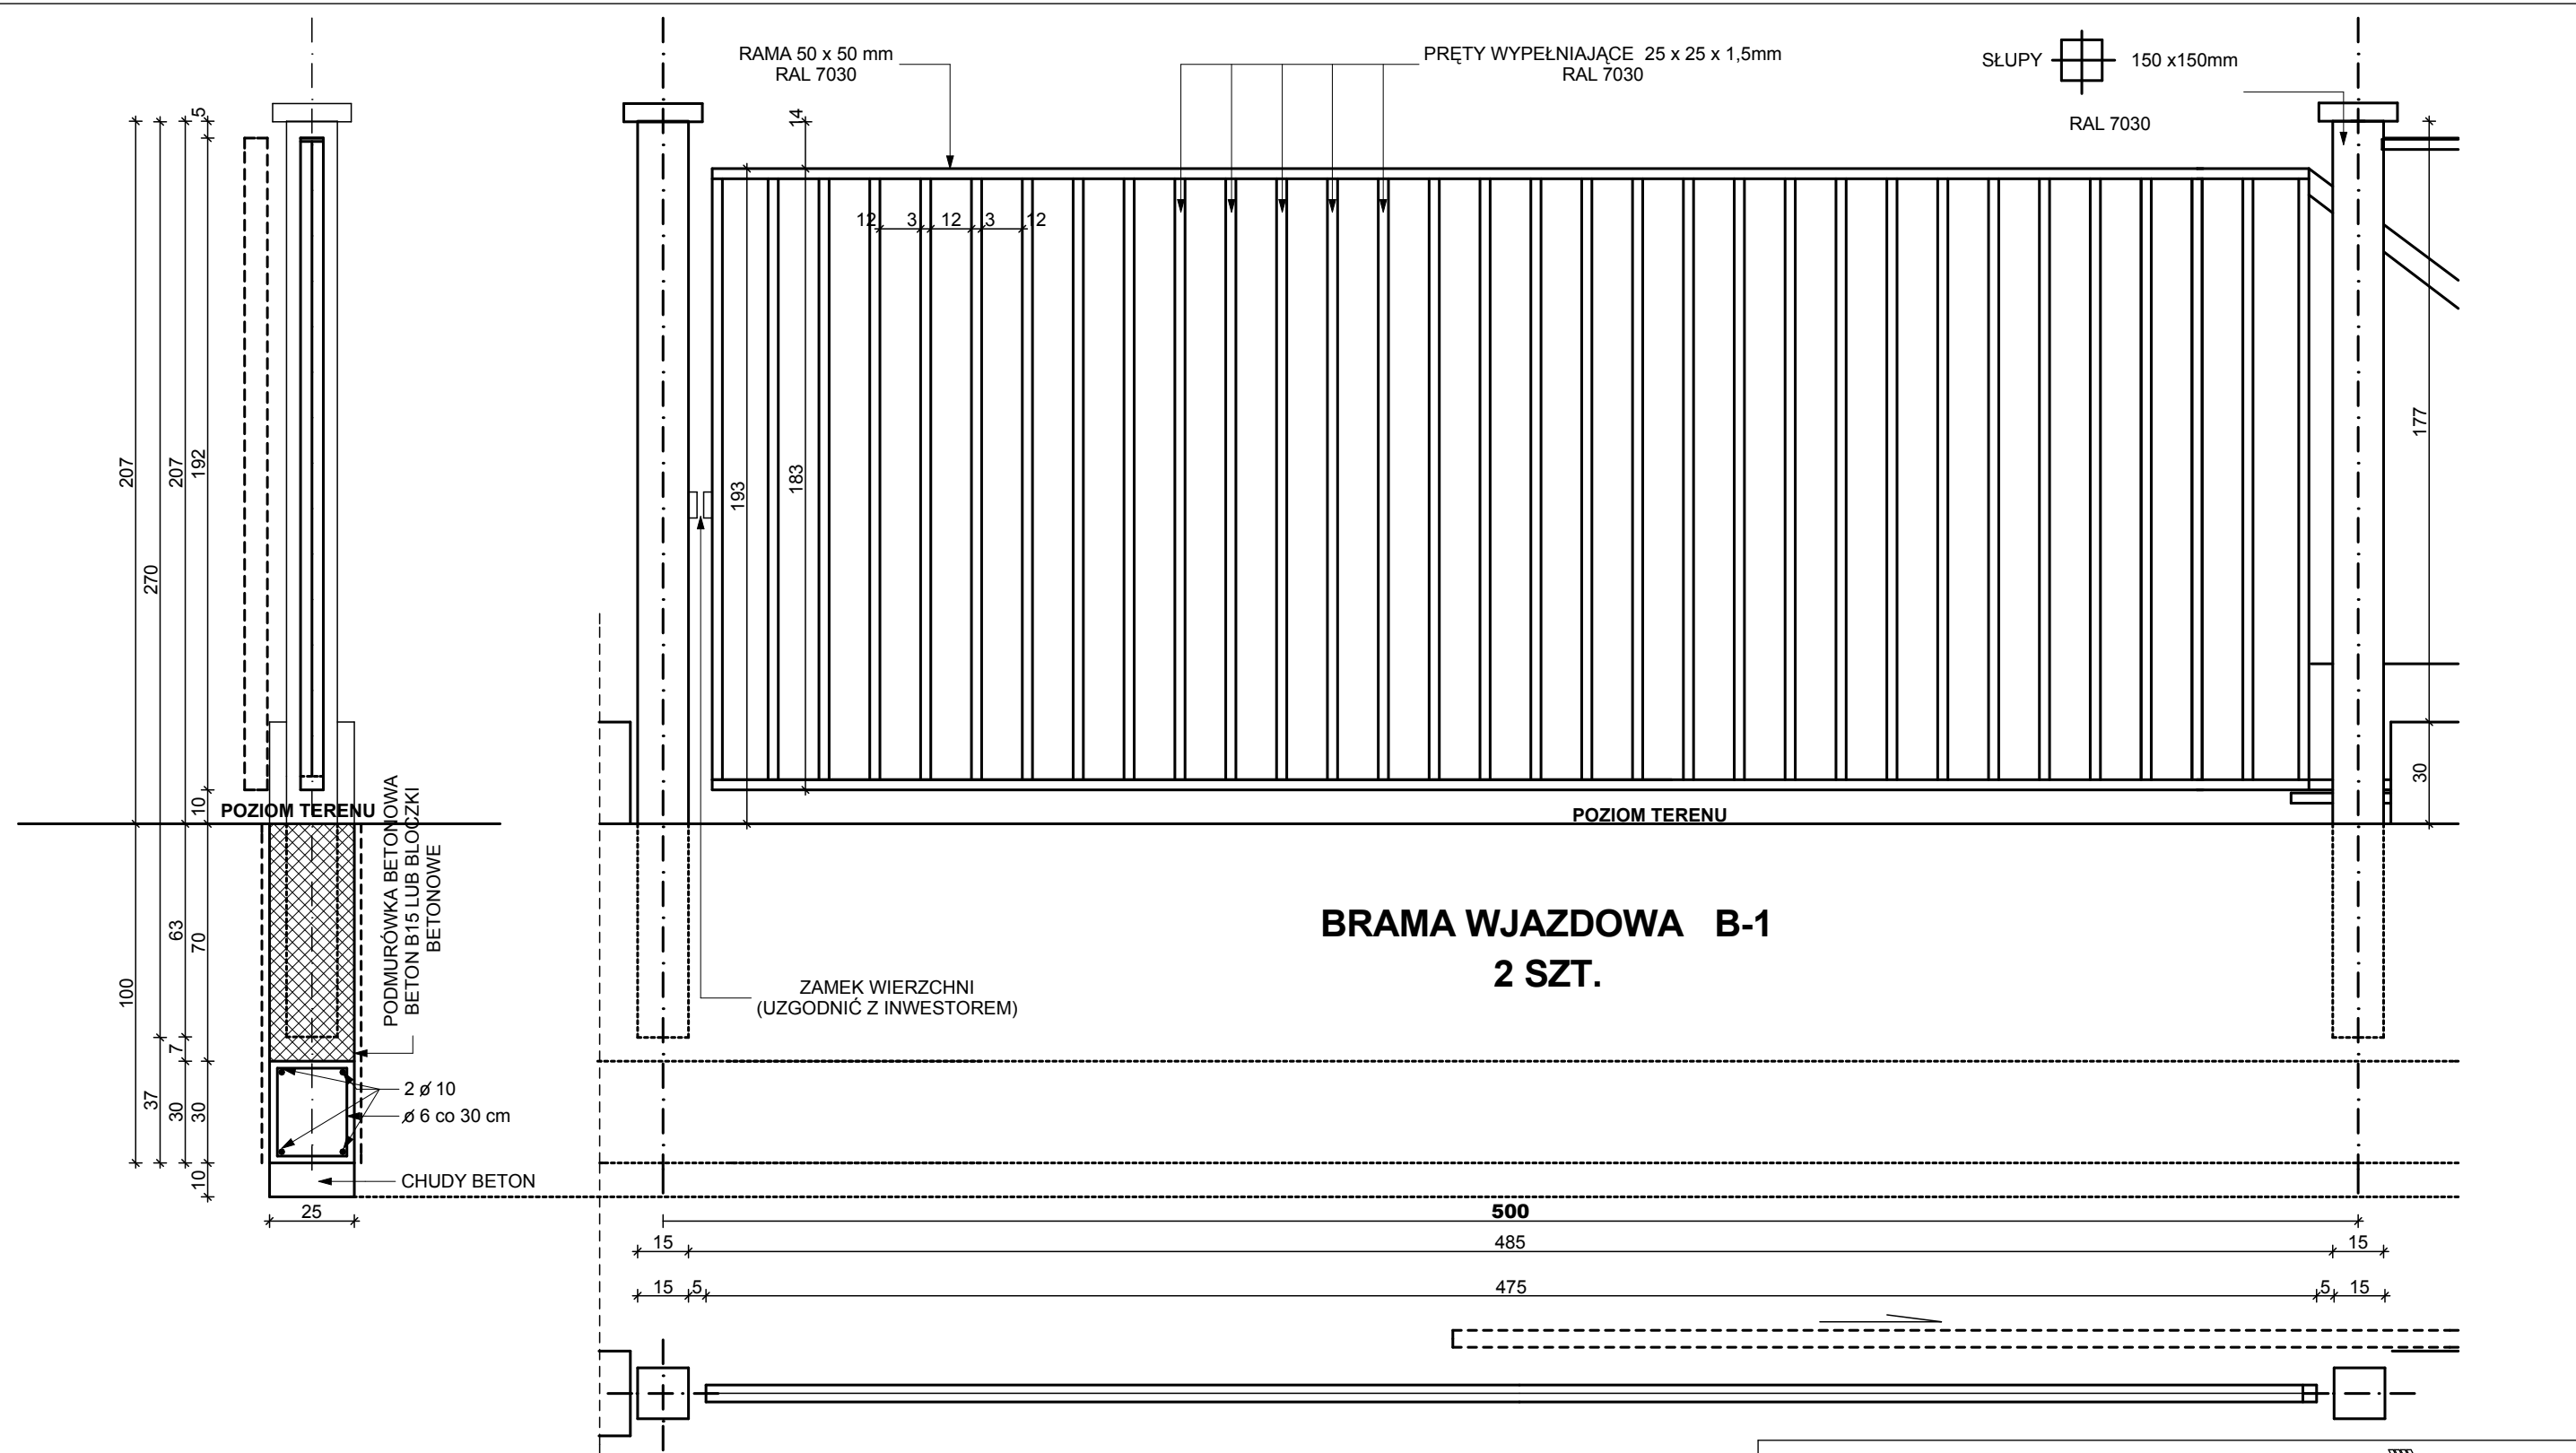 RAMA 50 x 50 mm
RAL 7030
PRĘTY WYPEŁNIAJĄCE 25 x 25 x 1,5mm
RAL 7030
SŁUPY
150 x150mm
RAL 7030
5
14
12
3
12
3
12
207
270
207
192
193
183
177
30
10
POZIOM TERENU
POZIOM TERENU
PODMURÓWKA BETONOWA
BETON B15 LUB BLOCZKI
BETONOWE
100
63
70
37
7
30
30
10
BRAMA WJAZDOWA B-1
2 SZT.
ZAMEK WIERZCHNI
(UZGODNIĆ Z INWESTOREM)
2 ø 10
ø 6 co 30 cm
CHUDY BETON
25
500
15
485
15
15
5
475
5
15